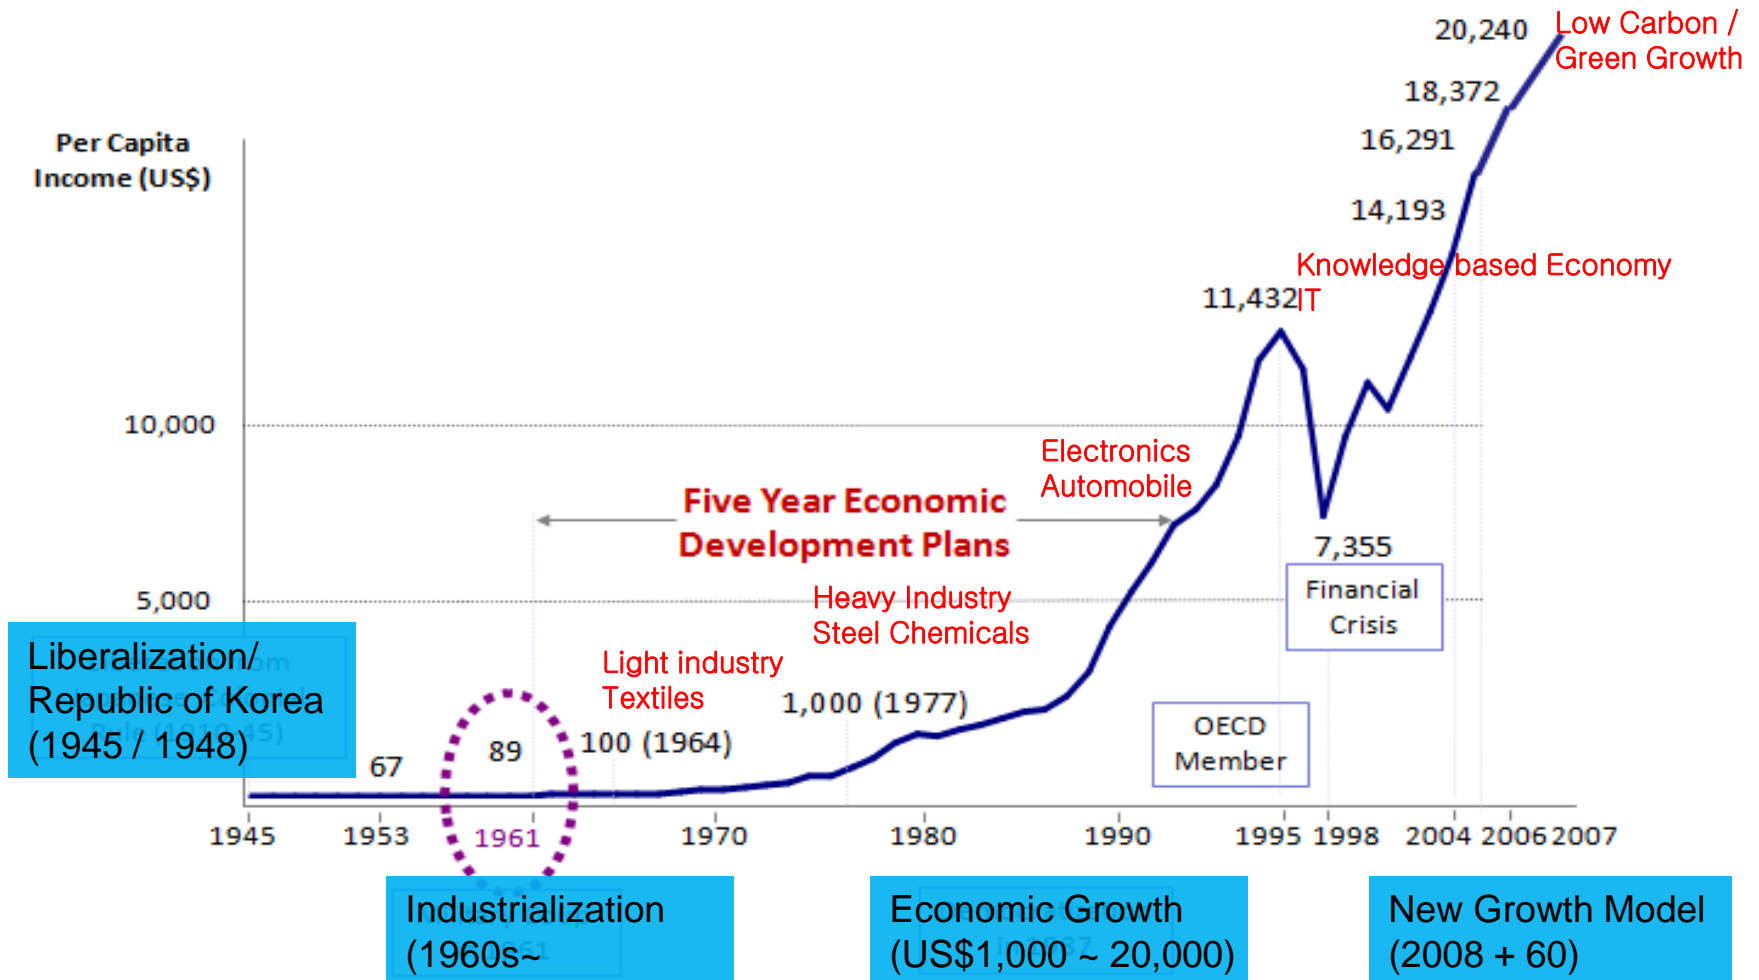 20,240
Low Carbon /
Green Growth
18,372
16,291
Per Capita
Income (US$)
14,193
Knowledge based Economy
IT
11,432
10,000
Electronics
Automobile
Five Year Economic
Development Plans
7,355
Financial
Crisis
5,000
Heavy Industry
Steel Chemicals
Liberalization/
Republic of Korea
(1945 / 1948)
Light industry
Textiles
1,000 (1977)
OECD
Member
67
89
100 (1964)
1945
1953
1961
1970
1980
1990
1995
1998
2004
2006
2007
Industrialization
(1960s~
Economic Growth
(US$1,000 ~ 20,000)
New Growth Model
(2008 + 60)